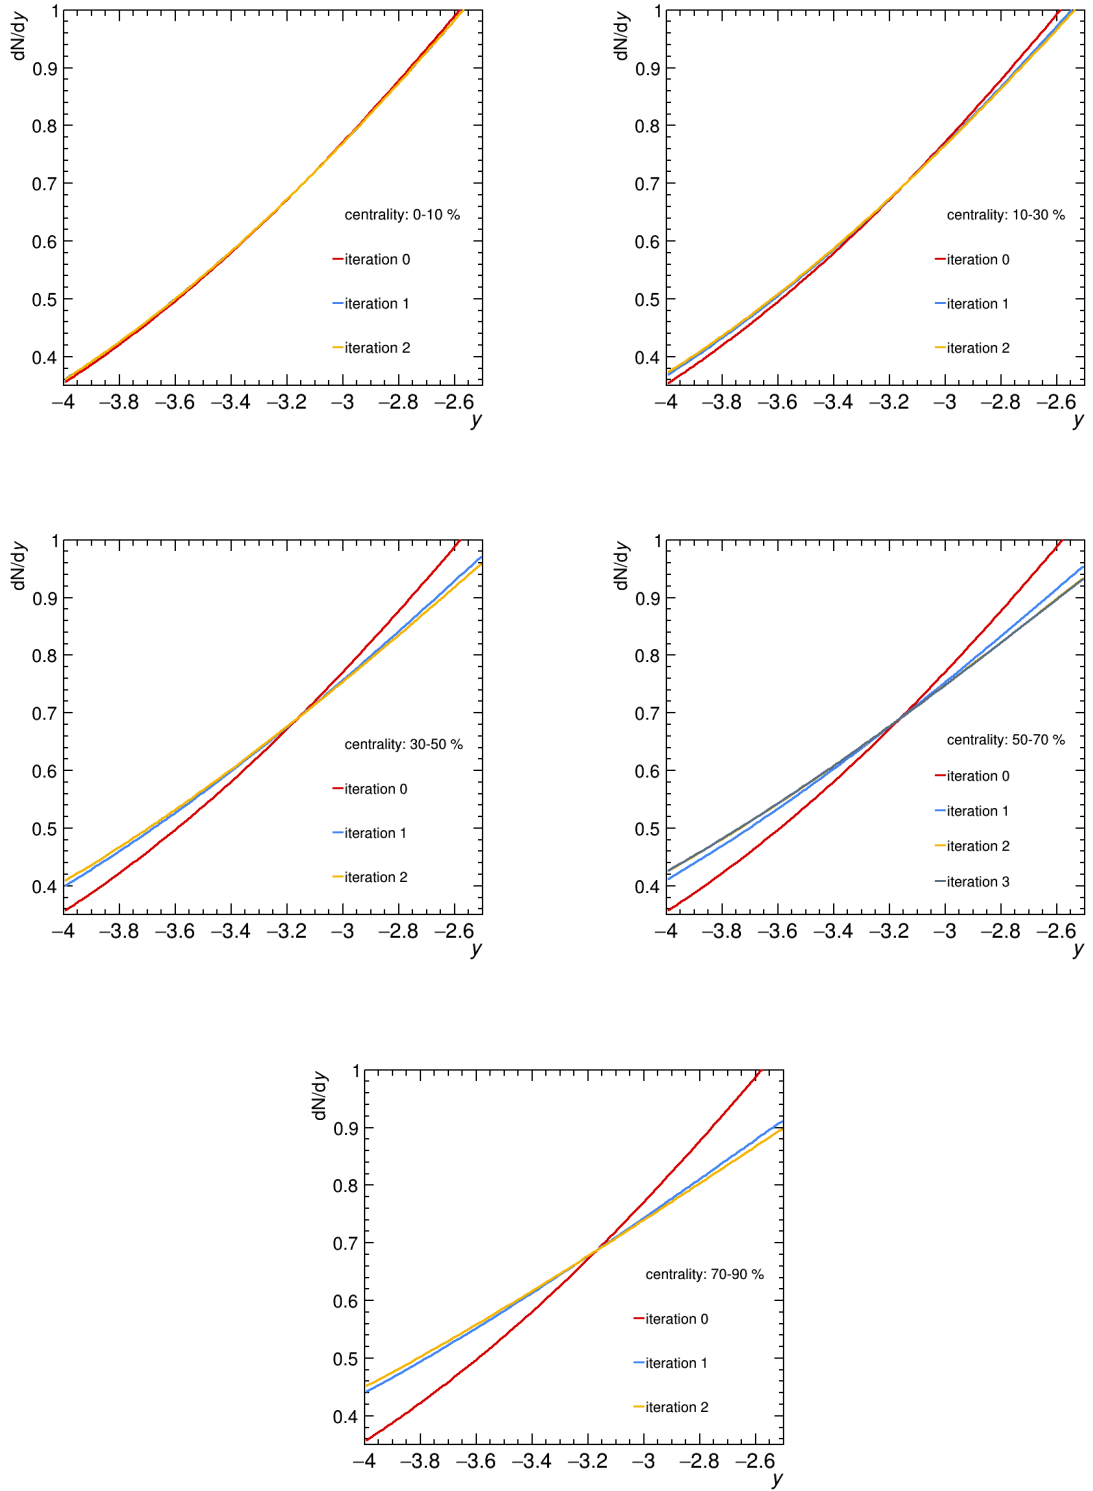 dN/dy
1
0.9
0.8
0.7
0.6
0.5
0.4
centrality: 0-10 %
iteration 0
iteration 1
iteration 2
−4 −3.8 −3.6 −3.4 −3.2 −3 −2.8 −2.6
y
dN/dy
1
0.9
0.8
0.7
0.6
0.5
0.4
centrality: 10-30 %
iteration 0
iteration 1
iteration 2
−4 −3.8 −3.6 −3.4 −3.2 −3 −2.8 −2.6
y
dN/dy
1
0.9
0.8
0.7
0.6
0.5
0.4
centrality: 30-50 %
iteration 0
iteration 1
iteration 2
−4 −3.8 −3.6 −3.4 −3.2 −3 −2.8 −2.6
y
dN/dy
1
0.9
0.8
0.7
0.6
0.5
0.4
centrality: 50-70 %
iteration 0
iteration 1
iteration 2
iteration 3
−4 −3.8 −3.6 −3.4 −3.2 −3 −2.8 −2.6
y
dN/dy
1
0.9
0.8
0.7
0.6
0.5
0.4
centrality: 70-90 %
iteration 0
iteration 1
iteration 2
−4 −3.8 −3.6 −3.4 −3.2 −3 −2.8 −2.6
y